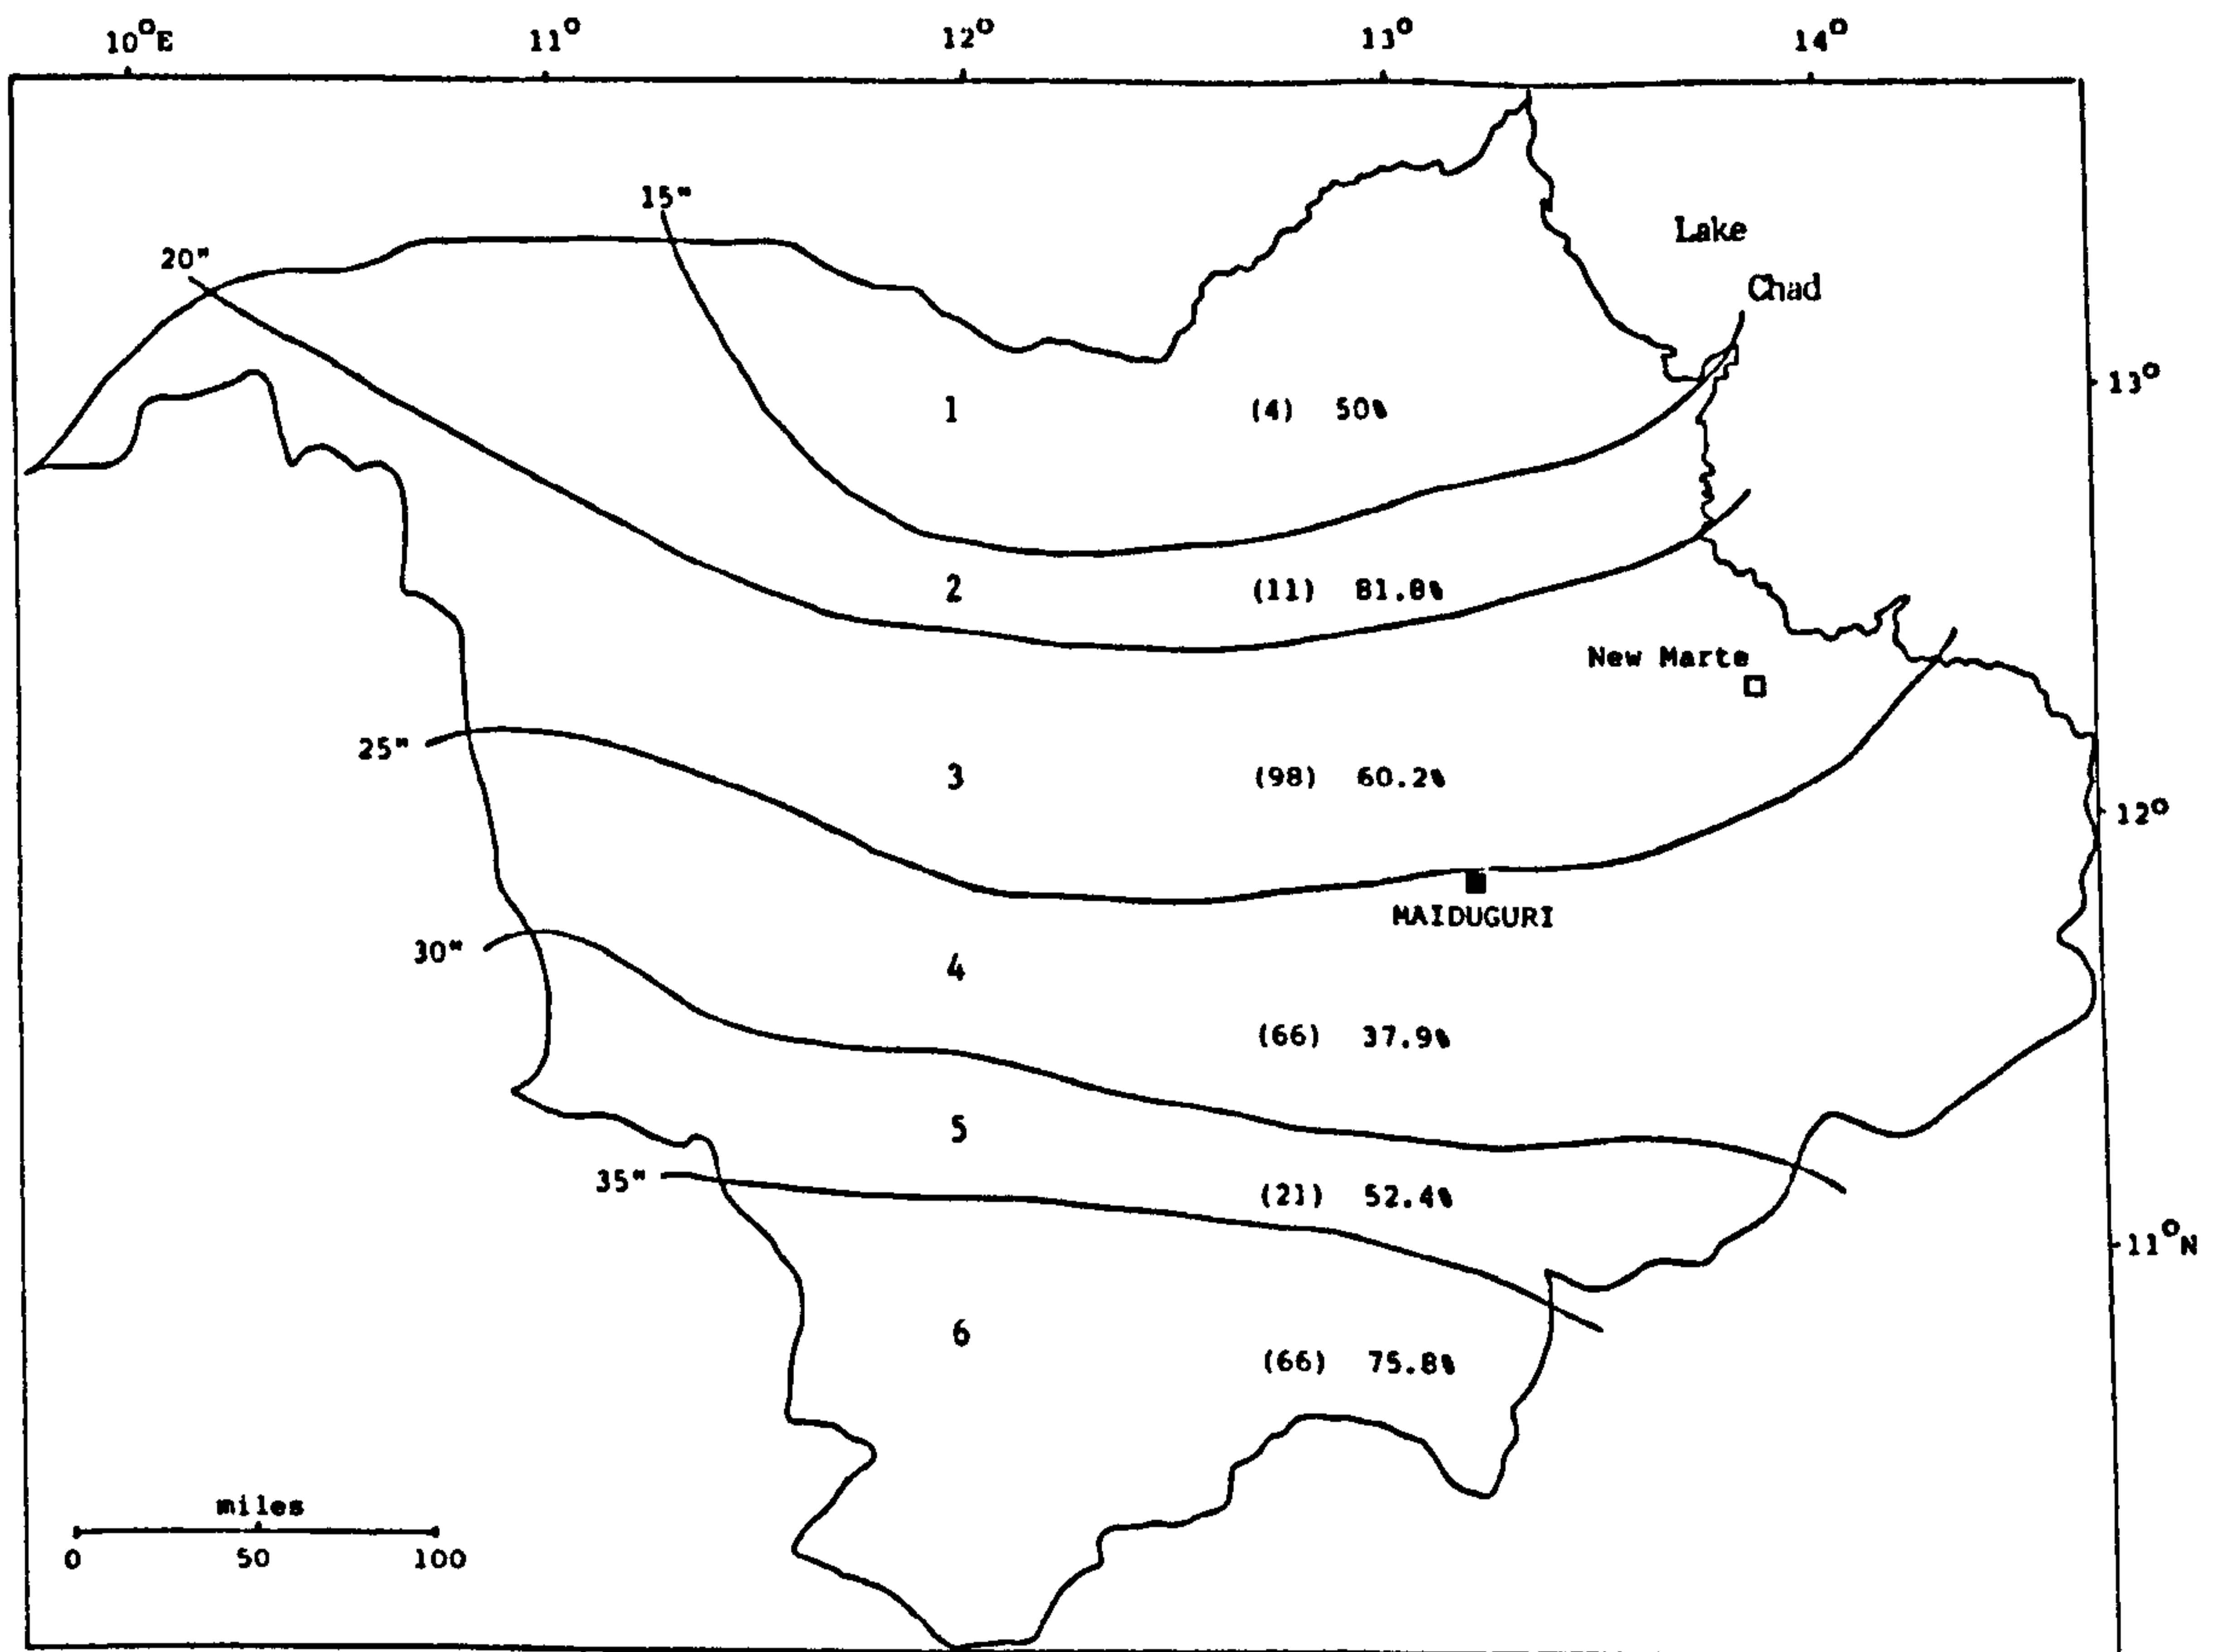 10°E 11° 12° 13° 14°
15"
20"
Lake
Chad
13°
1 (4) 50%
2 (11) 81.8%
New Marte
25"
3 (98) 60.2%
12°
MAIDUGURI
30"
4
(66) 37.9%
5
35"
(21) 52.4%
11°N
6
(66) 75.8%
miles
0 50 100